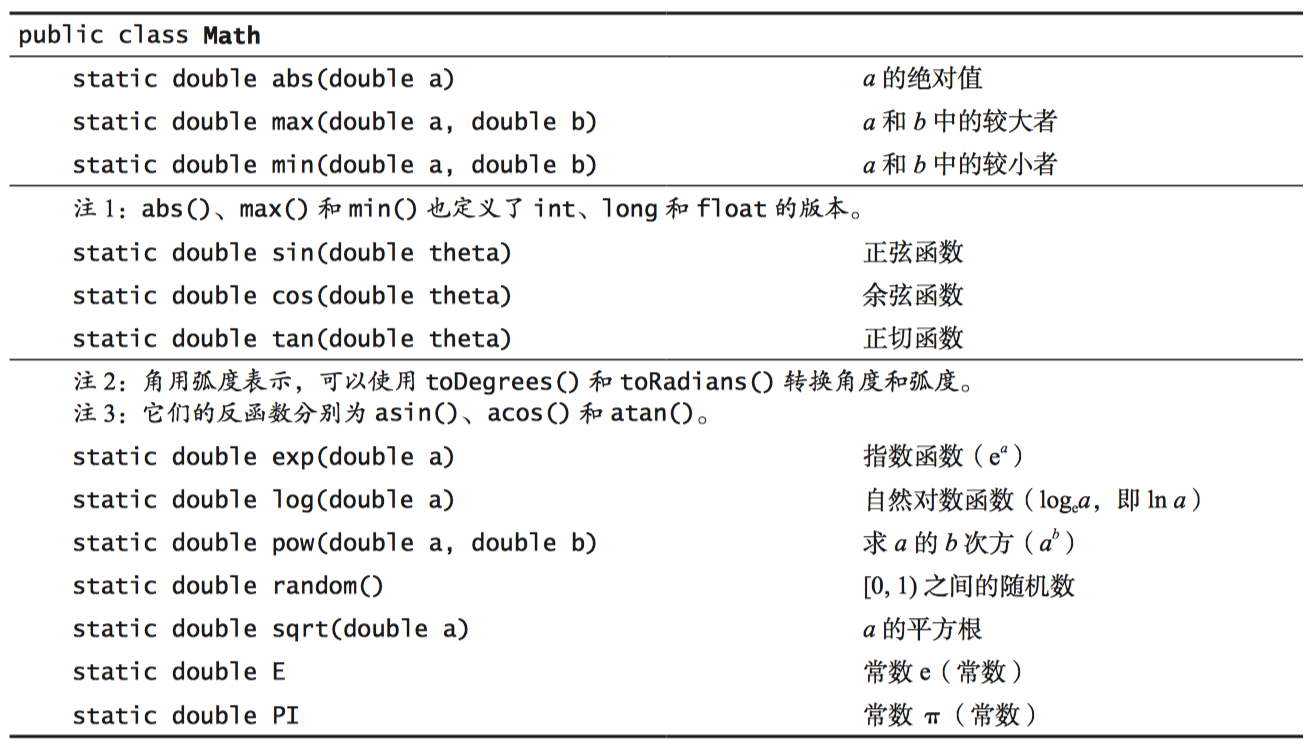 public class Math
static double abs(double a) a 的绝对值
static double max(double a, double b) a 和 b 中的较大者
static double min(double a, double b) a 和 b 中的较小者
注 1：abs()、max() 和 min() 也定义了 int、long 和 float 的版本。
static double sin(double theta) 正弦函数
static double cos(double theta) 余弦函数
static double tan(double theta) 正切函数
注 2：角用弧度表示，可以使用 toDegrees() 和 toRadians() 转换角度和弧度。
注 3：它们的反函数分别为 asin()、acos() 和 atan()。
static double exp(double a) 指数函数（eᵃ）
static double log(double a) 自然对数函数（logₑa，即 ln a）
static double pow(double a, double b) 求 a 的 b 次方（aᵇ）
static double random() [0, 1) 之间的随机数
static double sqrt(double a) a 的平方根
static double E 常数 e（常数）
static double PI 常数 π（常数）